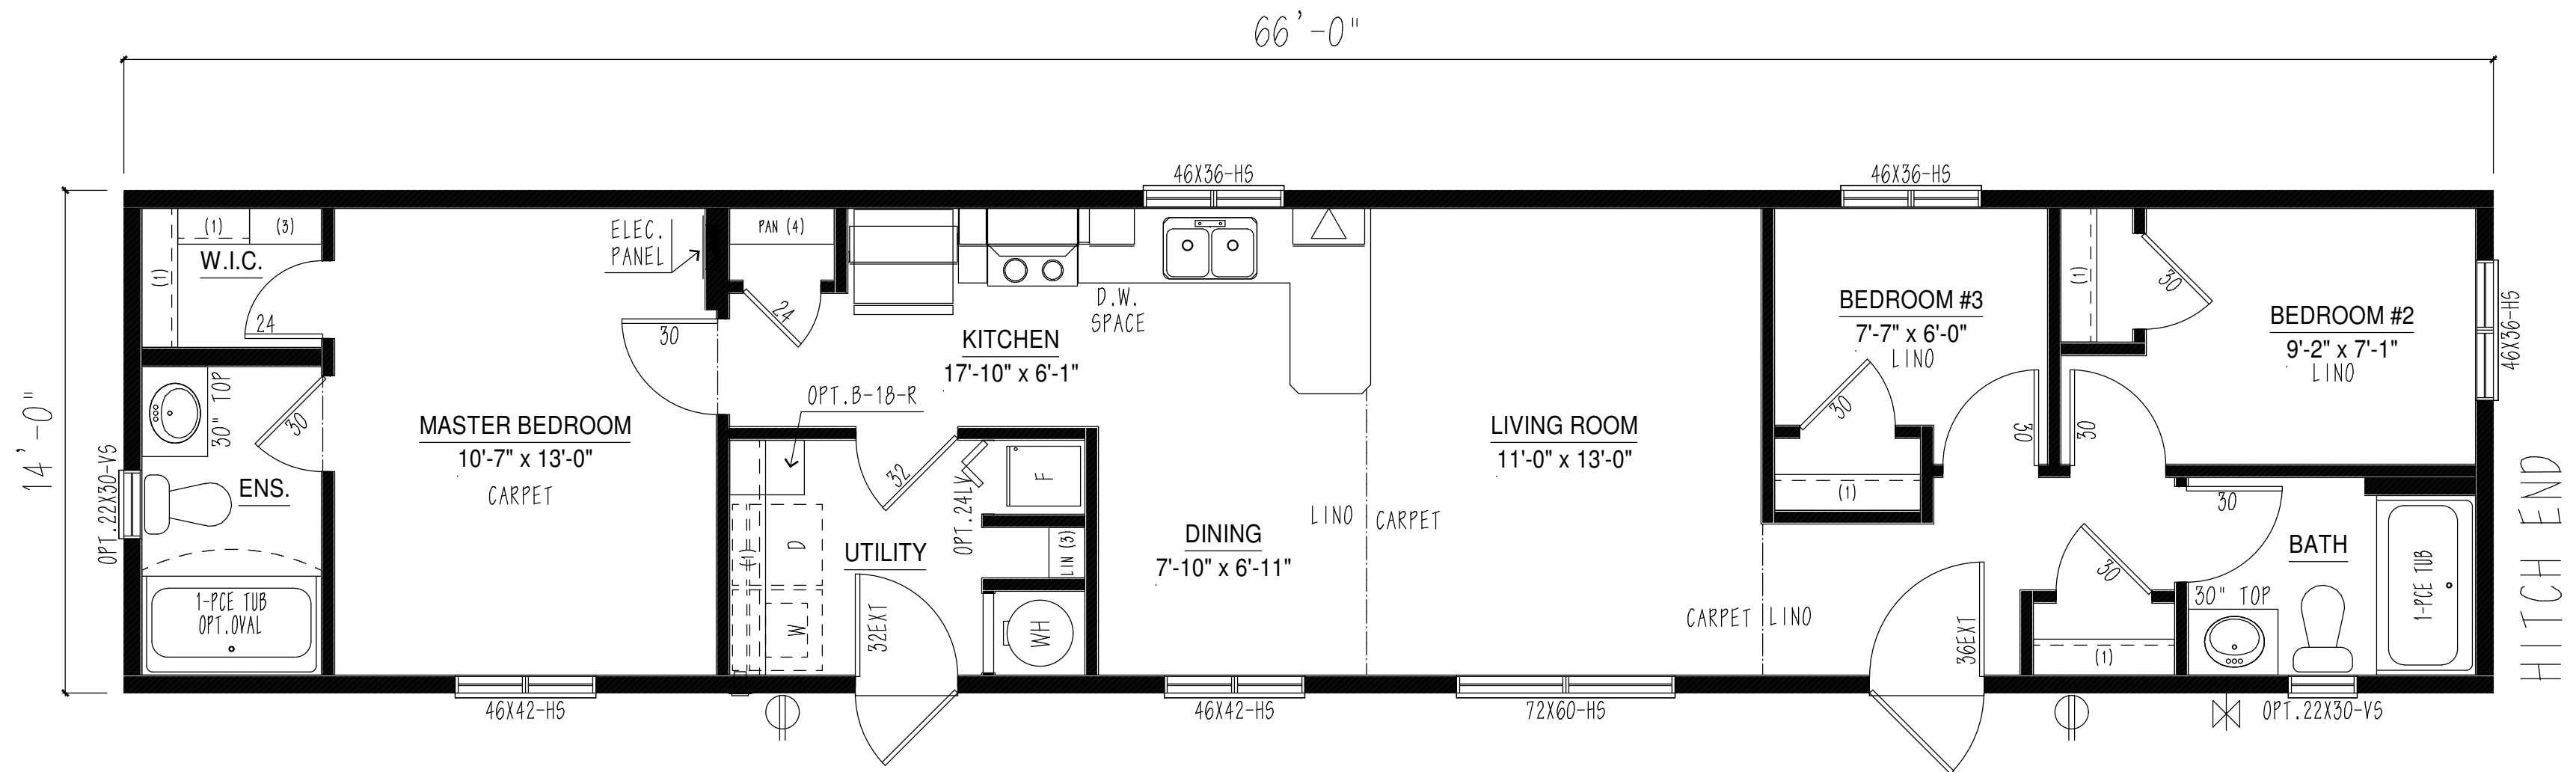 66'-0"
14'-0"
46X36-HS
46X36-HS
(1)
(3)
W.I.C.
(1)
24
ELEC.
PANEL
PAN (4)
24
30
D.W.
SPACE
KITCHEN
17'-10" x 6'-1"
OPT.B-18-R
BEDROOM #3
7'-7" x 6'-0"
LINO
30
(1)
30
(1)
30
BEDROOM #2
9'-2" x 7'-1"
LINO
30
46X36-HS
30" TOP
30
ENS.
OPT.22X30-VS
1-PCE TUB
OPT.OVAL
MASTER BEDROOM
10'-7" x 13'-0"
CARPET
32
OPT.24LV
F
(1)
D
W
UTILITY
LIN (3)
WH
32EXT
DINING
7'-10" x 6'-11"
LINO
CARPET
LIVING ROOM
11'-0" x 13'-0"
CARPET
LINO
36EXT
30
(1)
30
BATH
30" TOP
1-PCE TUB
HITCH END
46X42-HS
46X42-HS
72X60-HS
OPT.22X30-VS